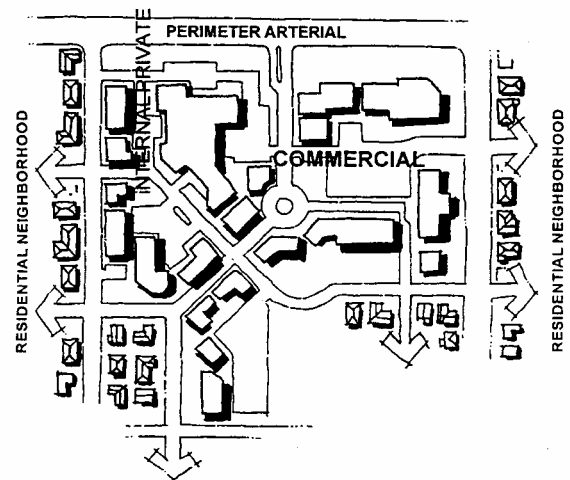 PERIMETER ARTERIAL
INTERNAL PRIVATE
COMMERCIAL
RESIDENTIAL NEIGHBORHOOD
RESIDENTIAL NEIGHBORHOOD